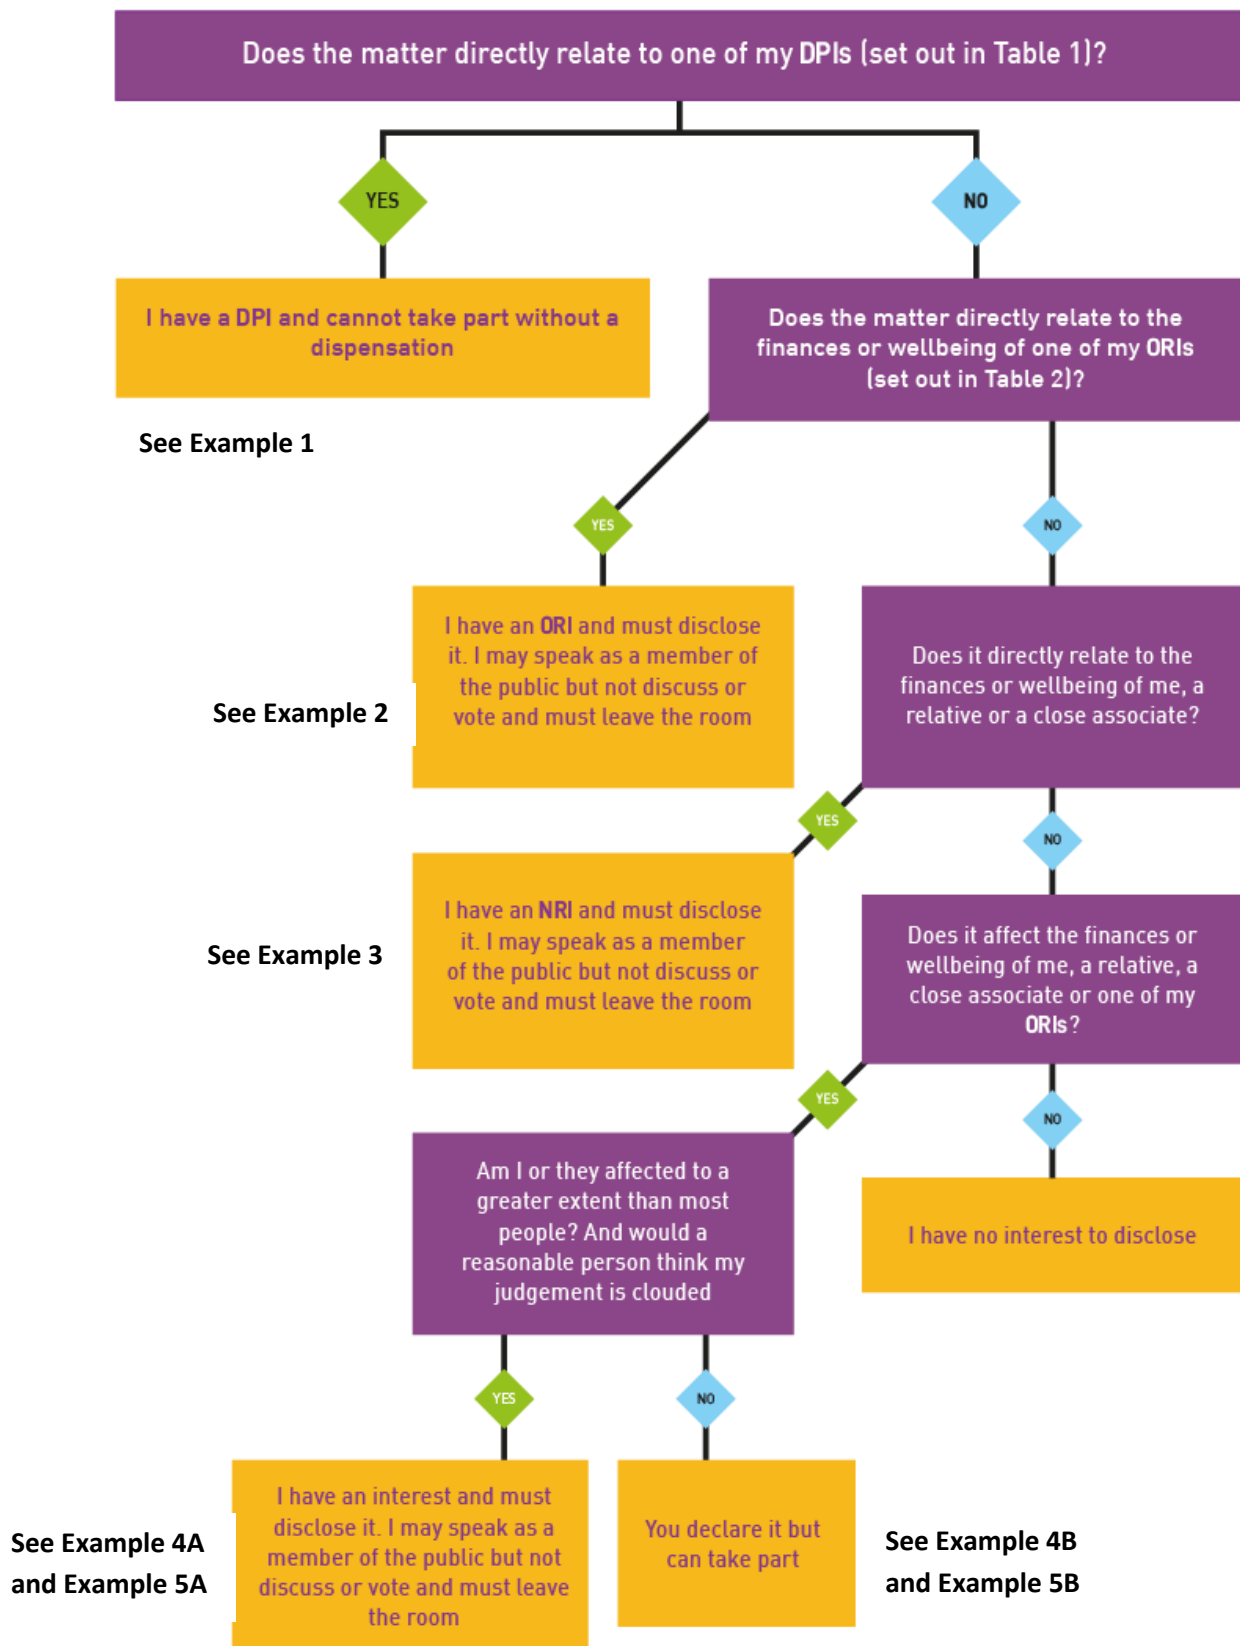 Does the matter directly relate to one of my DPIs (set out in Table 1)?
YES
NO
I have a DPI and cannot take part without a
dispensation
See Example 1
Does the matter directly relate to the
finances or wellbeing of one of my ORIs
(set out in Table 2)?
YES
NO
I have an ORI and must disclose
it. I may speak as a member of
the public but not discuss or
vote and must leave the room
See Example 2
Does it directly relate to the
finances or wellbeing of me, a
relative or a close associate?
YES
NO
I have an NRI and must disclose
it. I may speak as a member
of the public but not discuss or
vote and must leave the room
See Example 3
Does it affect the finances or
wellbeing of me, a relative, a
close associate or one of my
ORIs?
YES
NO
Am I or they affected to a
greater extent than most
people? And would a
reasonable person think my
judgement is clouded
I have no interest to disclose
YES
NO
I have an interest and must
disclose it. I may speak as a
member of the public but not
discuss or vote and must leave
the room
See Example 4A
and Example 5A
You declare it but
can take part
See Example 4B
and Example 5B